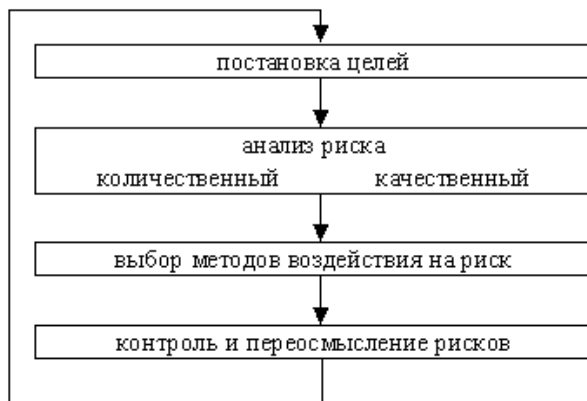 постановка целей
анализ риска
количественный качественный
выбор методов воздействия на риск
контроль и переосмысление рисков